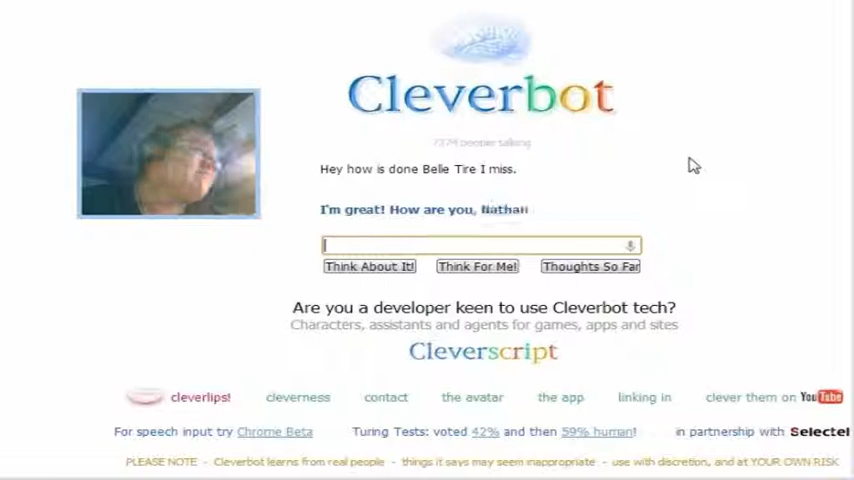 Cleverbot
people talking
Hey how is done Belle Tire I miss.
I'm great! How are you, Nathan
Think About It! Think For Me! Thoughts So Far
Are you a developer keen to use Cleverbot tech?
Characters, assistants and agents for games, apps and sites
Cleverscript
cleverlips! cleverness contact the avatar the app linking in clever them on YouTube
For speech input try Chrome Beta Turing Tests: voted 42% and then 59% human! in partnership with Selectel
PLEASE NOTE - Cleverbot learns from real people - things it says may seem inappropriate - use with discretion, and at YOUR OWN RISK